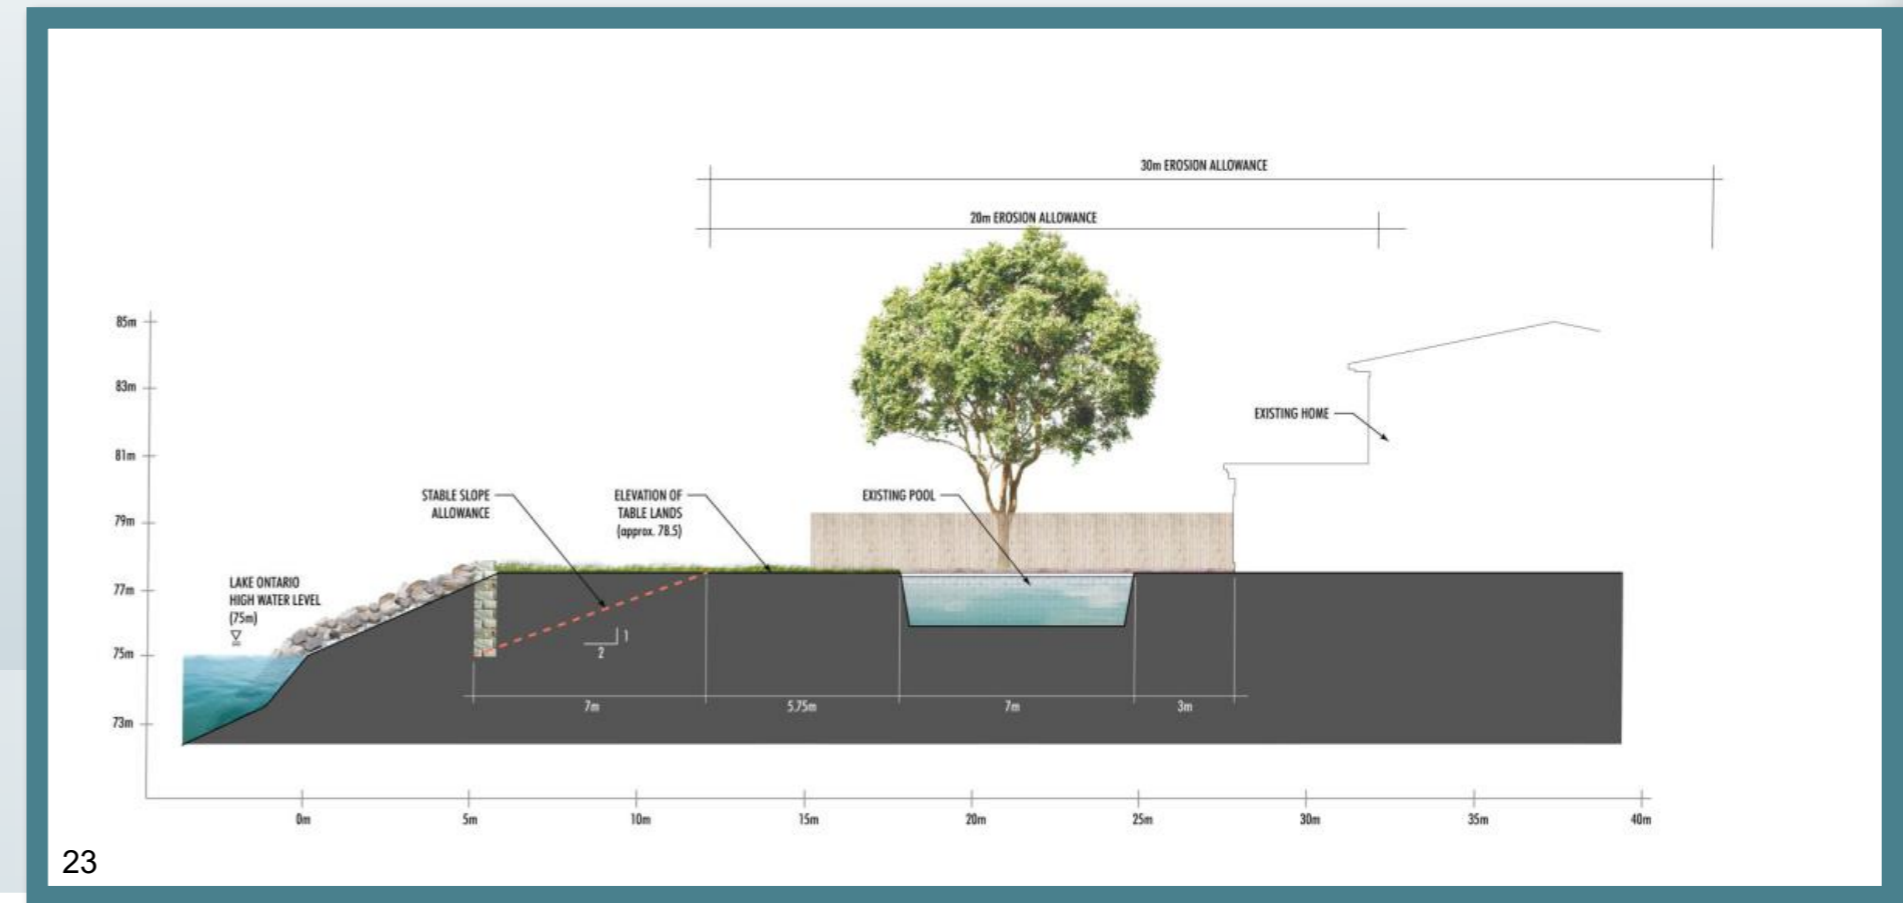 30m EROSION ALLOWANCE
20m EROSION ALLOWANCE
85m
83m
81m
79m
77m
75m
73m
EXISTING HOME
STABLE SLOPE
ALLOWANCE
ELEVATION OF
TABLE LANDS
(approx. 78.5)
EXISTING POOL
LAKE ONTARIO
HIGH WATER LEVEL
(75m)
1
2
7m
5.75m
7m
3m
0m
5m
10m
15m
20m
25m
30m
35m
40m
23